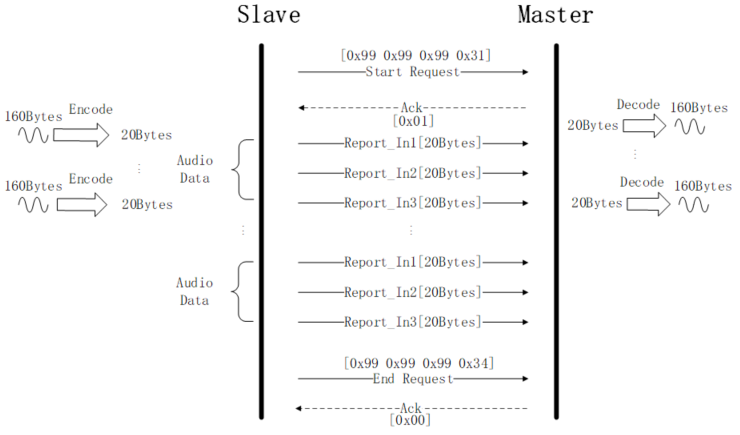 Slave
Master
[0x99 0x99 0x99 0x31]
Start Request
Ack
[0x01]
160Bytes
Encode
20Bytes
⋮
160Bytes
Encode
20Bytes
Audio
Data
Report_In1[20Bytes]
Report_In2[20Bytes]
Report_In3[20Bytes]
⋮
⋮
Audio
Data
Report_In1[20Bytes]
Report_In2[20Bytes]
Report_In3[20Bytes]
[0x99 0x99 0x99 0x34]
End Request
Ack
[0x00]
20Bytes
Decode
160Bytes
⋮
20Bytes
Decode
160Bytes